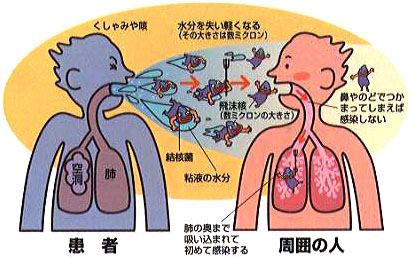 くしゃみや咳
水分を失い軽くなる
(その大きさは数ミクロン)
飛沫核
(数ミクロンの大きさ)
鼻やのどでつか
まってしまえば
感染しない
結核菌
粘液の水分
空洞
肺
肺の奥まで
吸い込まれて
初めて感染する
患者
周囲の人